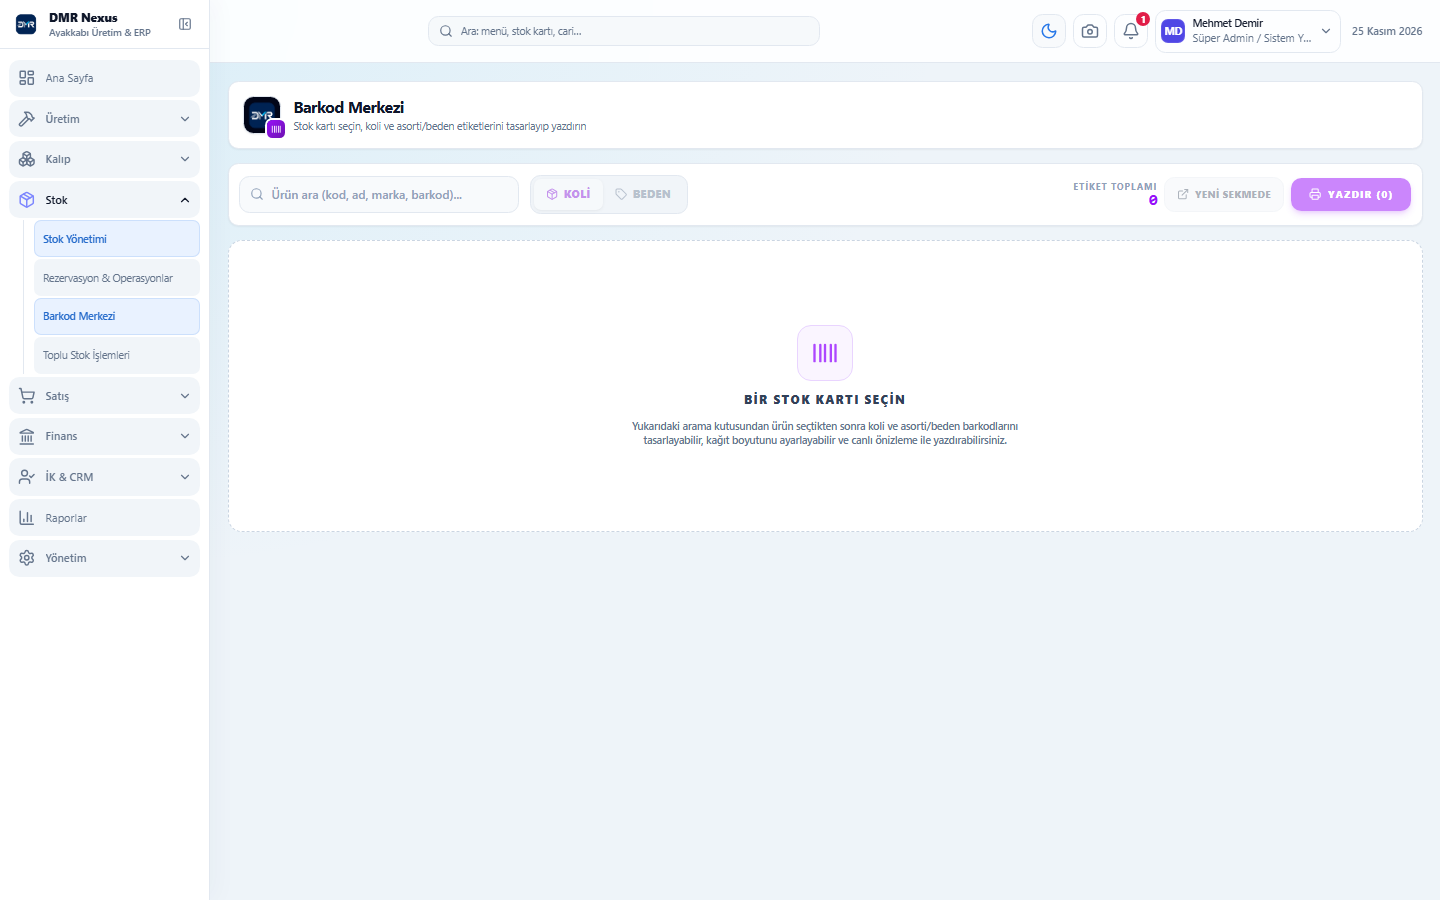 DMR Nexus
Ayakkabı Üretim & ERP
Ana Sayfa
Üretim
Kalıp
Stok
Stok Yönetimi
Rezervasyon & Operasyonlar
Barkod Merkezi
Toplu Stok İşlemleri
Satış
Finans
İK & CRM
Raporlar
Yönetim
Ara: menü, stok kartı, cari...
1
MD
Mehmet Demir
Süper Admin / Sistem Y...
25 Kasım 2026
DMR
Barkod Merkezi
Stok kartı seçin, koli ve asorti/beden etiketlerini tasarlayıp yazdırın
Ürün ara (kod, ad, marka, barkod)...
KOLİ
BEDEN
ETİKET TOPLAMI
0
YENİ SEKMEDE
YAZDIR (0)
BİR STOK KARTI SEÇİN
Yukarıdaki arama kutusundan ürün seçtikten sonra koli ve asorti/beden barkodlarını
tasarlayabilir, kağıt boyutunu ayarlayabilir ve canlı önizleme ile yazdırabilirsiniz.